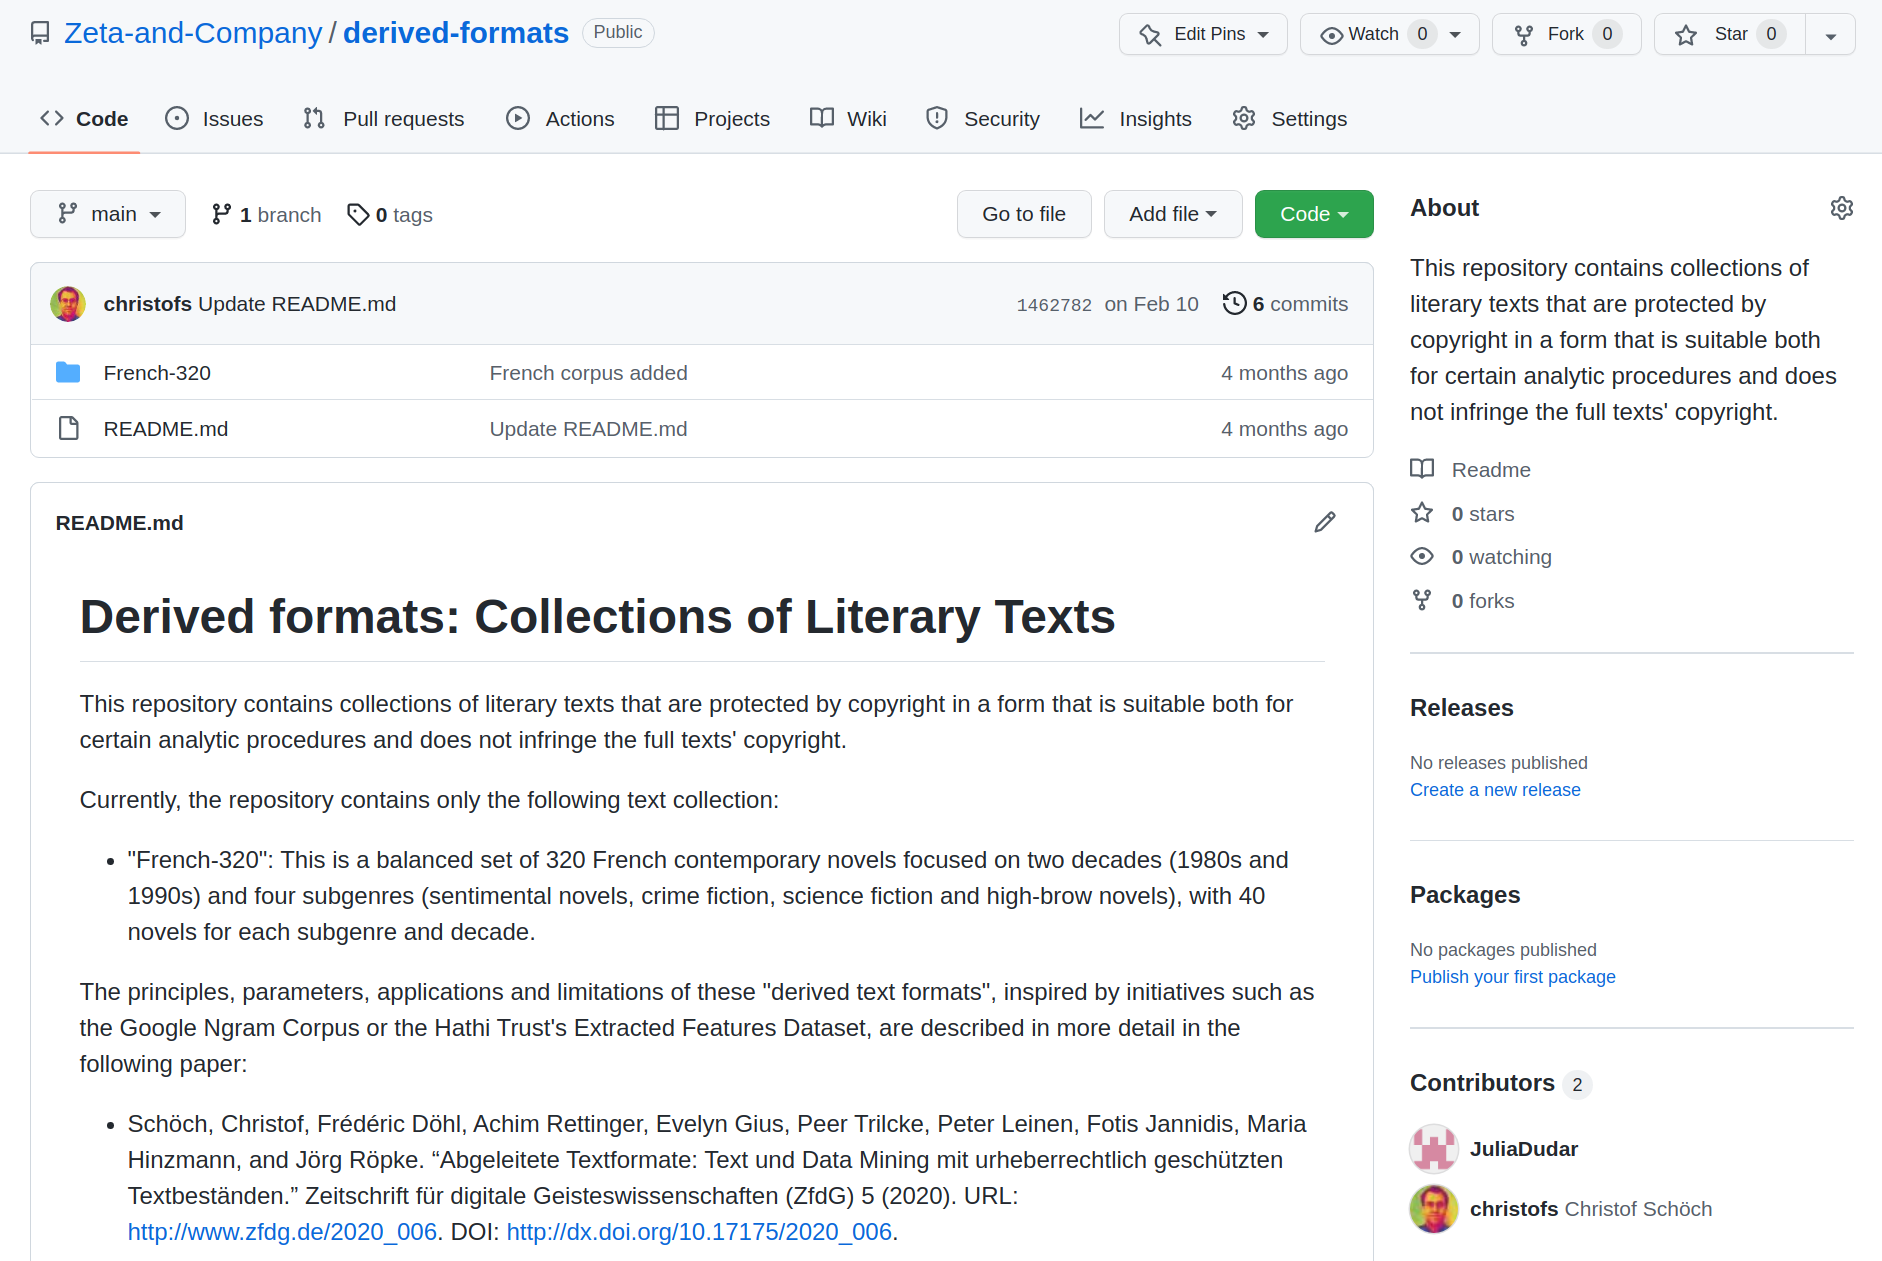 Zeta-and-Company / derived-formats Public
Edit Pins Watch 0 Fork 0 Star 0
Code Issues Pull requests Actions Projects Wiki Security Insights Settings
main 1 branch 0 tags Go to file Add file Code
christofs Update README.md 1462782 on Feb 10 6 commits
French-320 French corpus added 4 months ago
README.md Update README.md 4 months ago
README.md
Derived formats: Collections of Literary Texts
This repository contains collections of literary texts that are protected by copyright in a form that is suitable both for
certain analytic procedures and does not infringe the full texts' copyright.
Currently, the repository contains only the following text collection:
• "French-320": This is a balanced set of 320 French contemporary novels focused on two decades (1980s and
1990s) and four subgenres (sentimental novels, crime fiction, science fiction and high-brow novels), with 40
novels for each subgenre and decade.
The principles, parameters, applications and limitations of these "derived text formats", inspired by initiatives such as
the Google Ngram Corpus or the Hathi Trust's Extracted Features Dataset, are described in more detail in the
following paper:
• Schöch, Christof, Frédéric Döhl, Achim Rettinger, Evelyn Gius, Peer Trilcke, Peter Leinen, Fotis Jannidis, Maria
Hinzmann, and Jörg Röpke. “Abgeleitete Textformate: Text und Data Mining mit urheberrechtlich geschützten
Textbeständen.” Zeitschrift für digitale Geisteswissenschaften (ZfdG) 5 (2020). URL:
http://www.zfdg.de/2020_006. DOI: http://dx.doi.org/10.17175/2020_006.
About
This repository contains collections of
literary texts that are protected by
copyright in a form that is suitable both
for certain analytic procedures and does
not infringe the full texts' copyright.
Readme
0 stars
0 watching
0 forks
Releases
No releases published
Create a new release
Packages
No packages published
Publish your first package
Contributors 2
JuliaDudar
christofs Christof Schöch